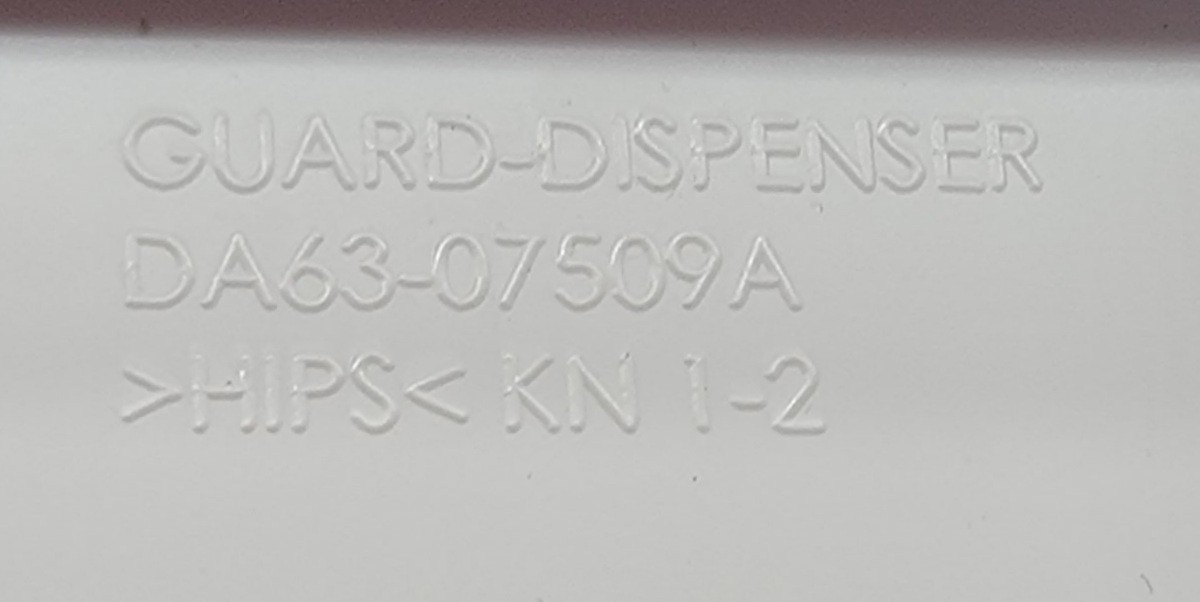 GUARD-DISPENSER
DA63-07509A
>HIPS< KN 1-2